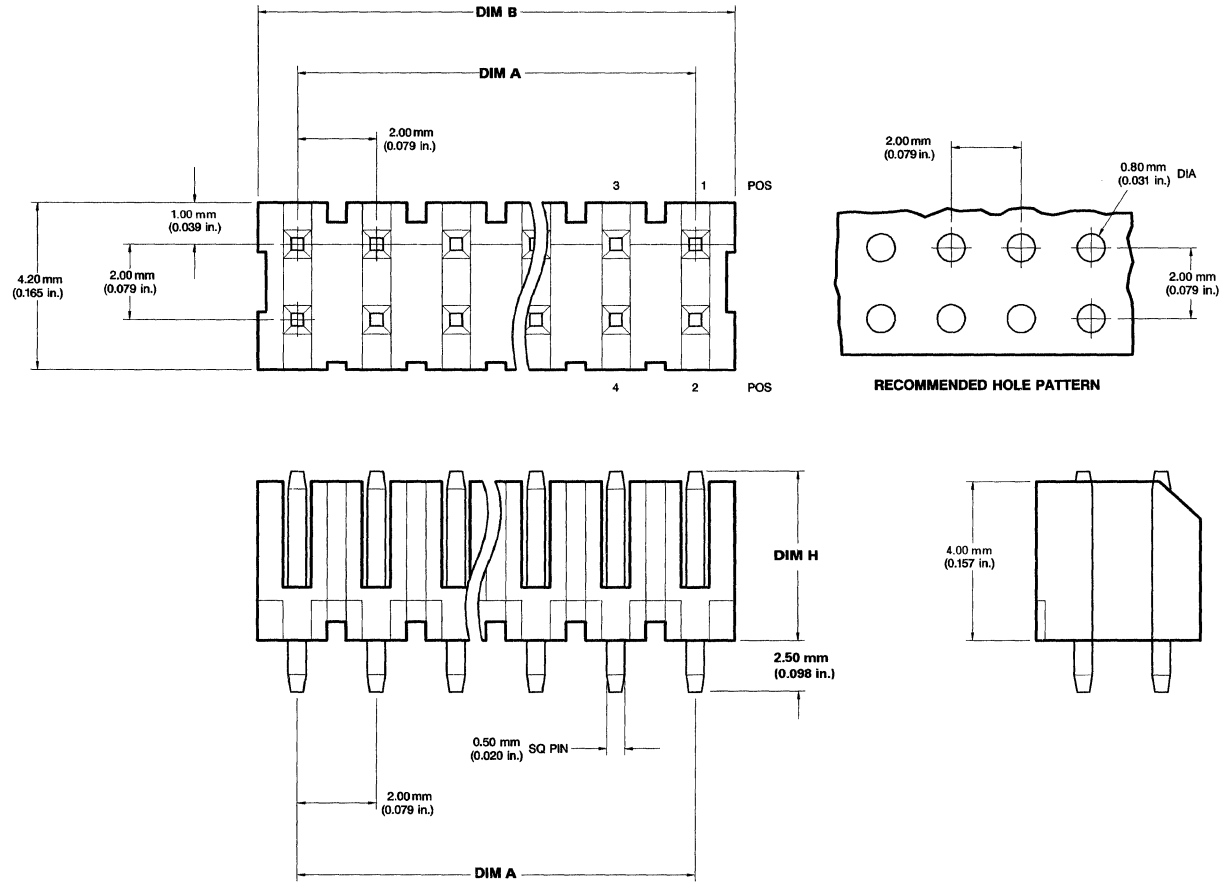 DIM B
DIM A
2.00 mm
(0.079 in.)
3 1 POS
1.00 mm
(0.039 in.)
4.20 mm
(0.165 in.)
2.00 mm
(0.079 in.)
4 2 POS
2.00 mm
(0.079 in.)
0.80 mm
(0.031 in.) DIA
2.00 mm
(0.079 in.)
RECOMMENDED HOLE PATTERN
DIM H
2.50 mm
(0.098 in.)
0.50 mm
(0.020 in.) SQ PIN
2.00 mm
(0.079 in.)
DIM A
4.00 mm
(0.157 in.)